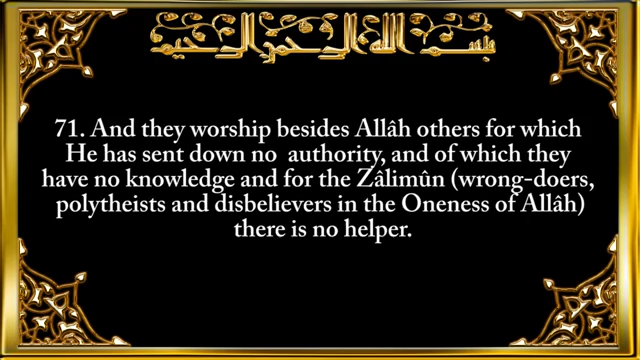 بسم الله الرحمن الرحيم
71. And they worship besides Allâh others for which
He has sent down no authority, and of which they
have no knowledge and for the Zâlimûn (wrong-doers,
polytheists and disbelievers in the Oneness of Allâh)
there is no helper.